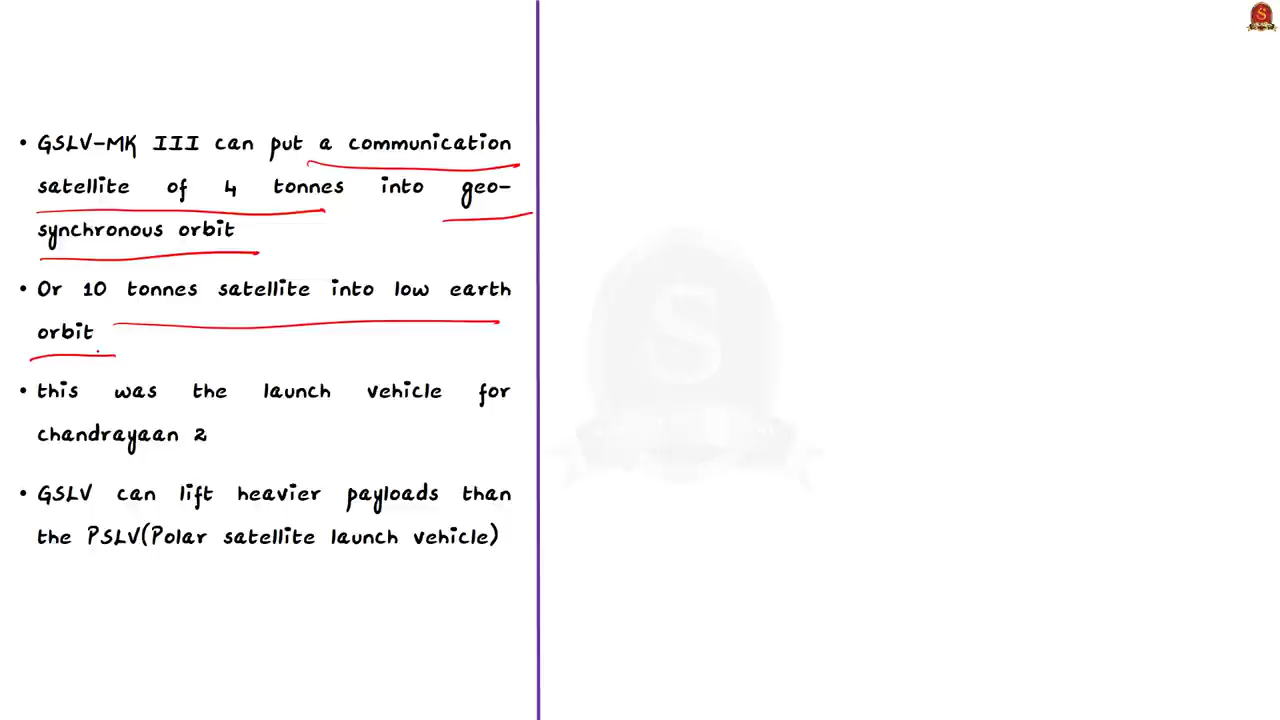 • GSLV-MK III can put a communication
satellite of 4 tonnes into geo-
synchronous orbit
• Or 10 tonnes satellite into low earth
orbit
• this was the launch vehicle for
chandrayaan 2
• GSLV can lift heavier payloads than
the PSLV(Polar satellite launch vehicle)
S